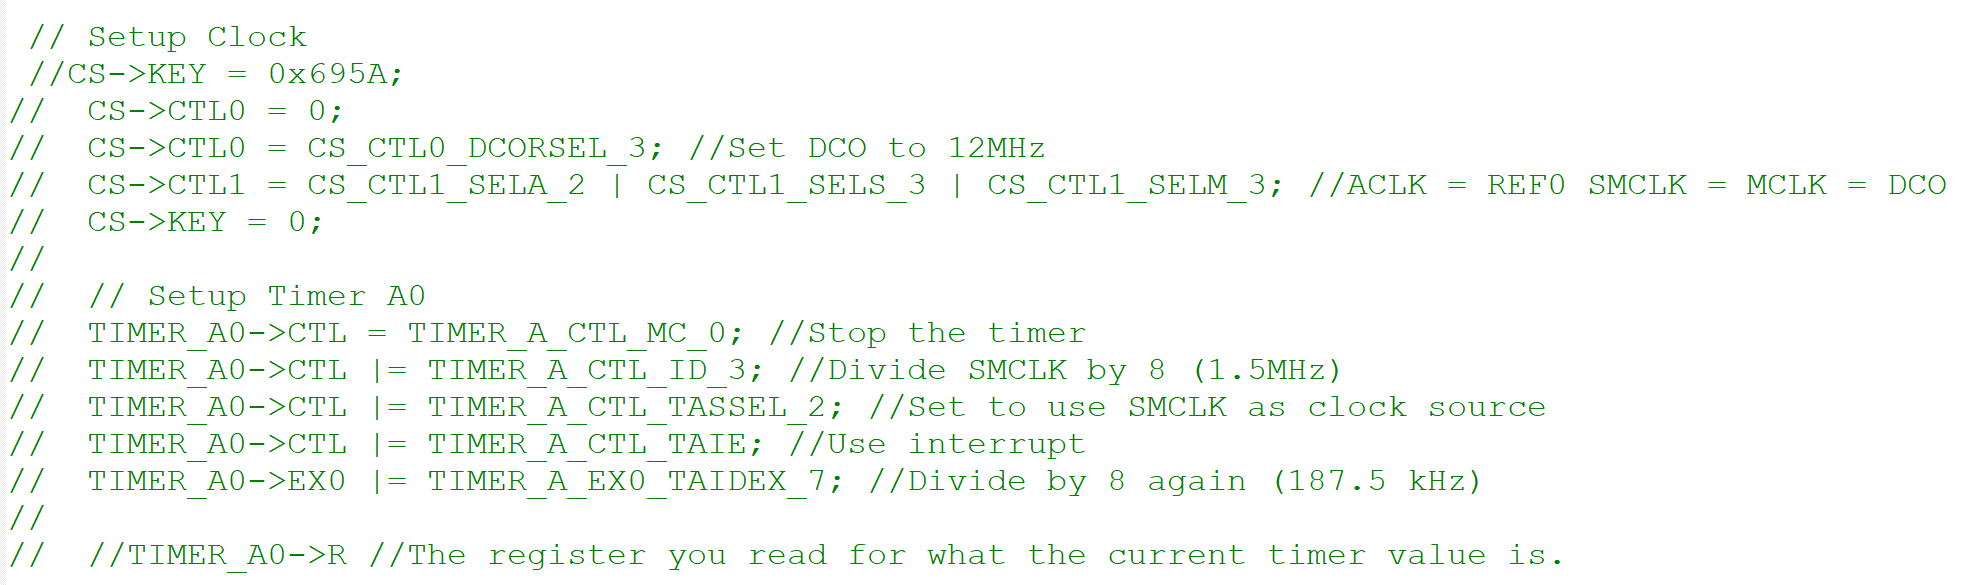 // Setup Clock
//CS->KEY = 0x695A;
//  CS->CTL0 = 0;
//  CS->CTL0 = CS_CTL0_DCORSEL_3; //Set DCO to 12MHz
//  CS->CTL1 = CS_CTL1_SELA_2 | CS_CTL1_SELS_3 | CS_CTL1_SELM_3; //ACLK = REF0 SMCLK = MCLK = DCO
//  CS->KEY = 0;
//
//  // Setup Timer A0
//  TIMER_A0->CTL = TIMER_A_CTL_MC_0; //Stop the timer
//  TIMER_A0->CTL |= TIMER_A_CTL_ID_3; //Divide SMCLK by 8 (1.5MHz)
//  TIMER_A0->CTL |= TIMER_A_CTL_TASSEL_2; //Set to use SMCLK as clock source
//  TIMER_A0->CTL |= TIMER_A_CTL_TAIE; //Use interrupt
//  TIMER_A0->EX0 |= TIMER_A_EX0_TAIDEX_7; //Divide by 8 again (187.5 kHz)
//
//  //TIMER_A0->R //The register you read for what the current timer value is.